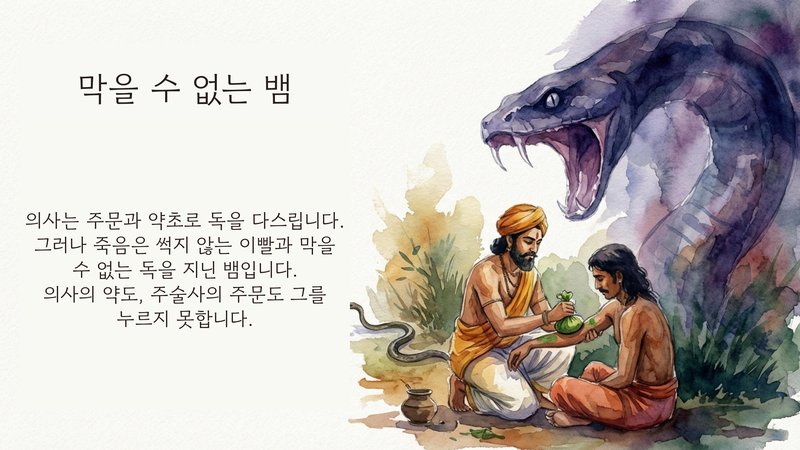 막을 수 없는 뱀
의사는 주문과 약초로 독을 다스립니다.
그러나 죽음은 썩지 않는 이빨과 막을
수 없는 독을 지닌 뱀입니다.
의사의 약도, 주술사의 주문도 그를
누르지 못합니다.